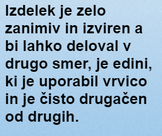 Izdelek je zelo
zanimiv in izviren a
bi lahko deloval v
drugo smer, je edini,
ki je uporabil vrvico
in je čisto drugačen
od drugih.